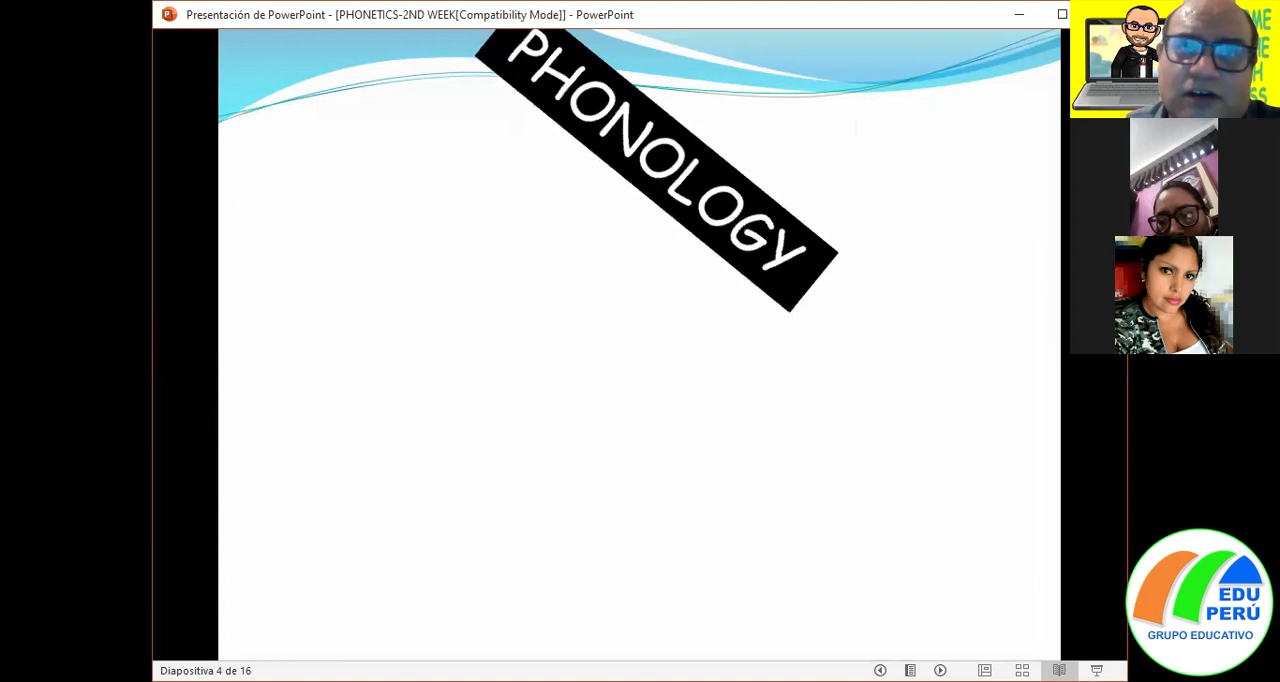 Presentación de PowerPoint - [PHONETICS-2ND WEEK[Compatibility Mode]] - PowerPoint
PHONOLOGY
EDU
PERÚ
GRUPO EDUCATIVO
Diapositiva 4 de 16